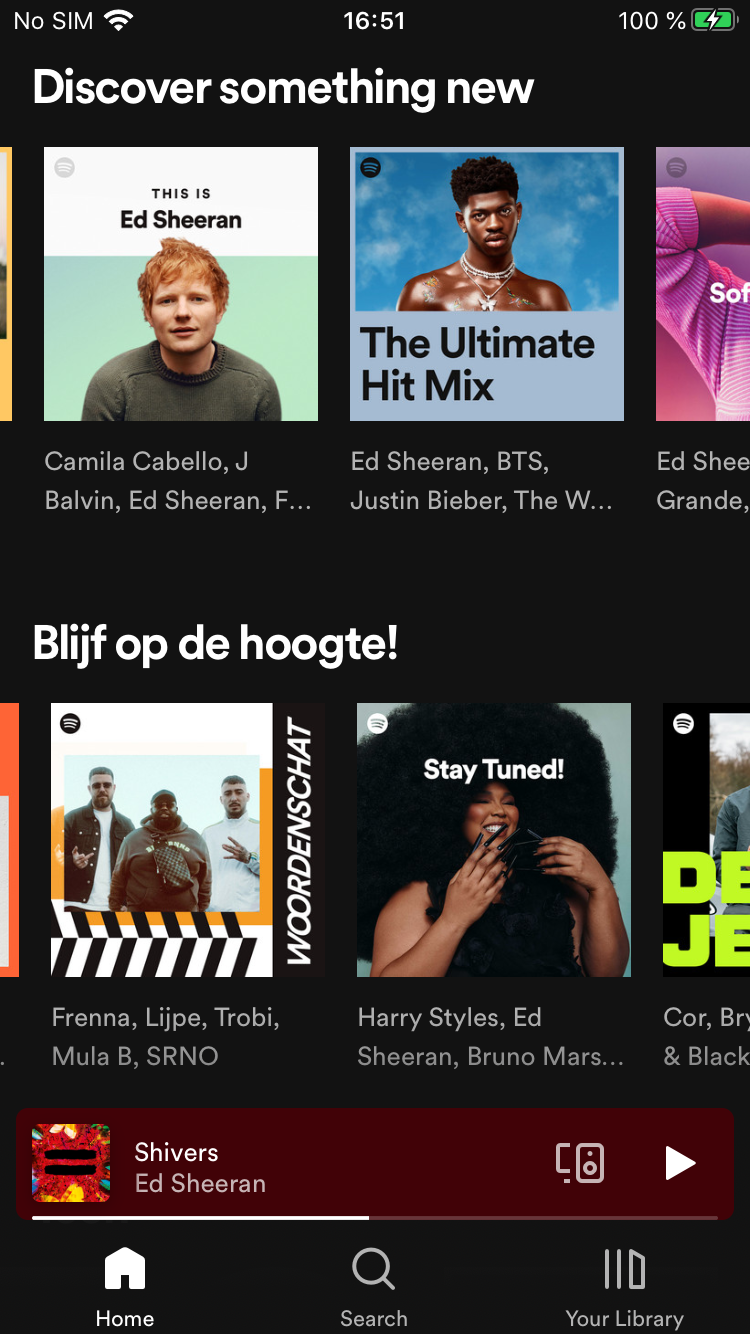 No SIM 16:51 100 %
Discover something new
THIS IS
Ed Sheeran
The Ultimate
Hit Mix
Sof
Camila Cabello, J
Balvin, Ed Sheeran, F…
Ed Sheeran, BTS,
Justin Bieber, The W…
Ed Shee
Grande,
Blijf op de hoogte!
WOORDENSCHAT
Stay Tuned!
DE
JE
.
Frenna, Lijpe, Trobi,
Mula B, SRNO
Harry Styles, Ed
Sheeran, Bruno Mars…
Cor, Bry
& Black
Shivers
Ed Sheeran
Home
Search
Your Library